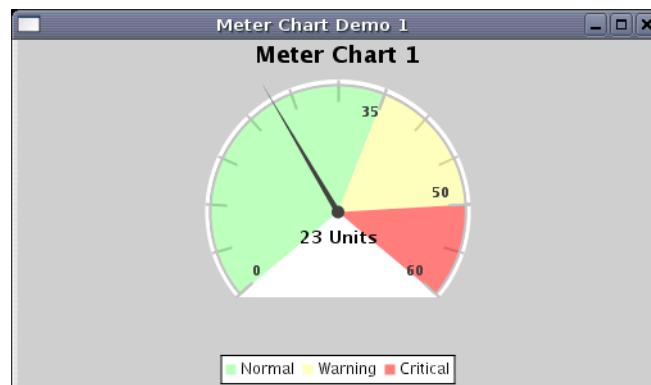 Meter Chart Demo 1
Meter Chart 1
35
50
23 Units
0
60
Normal Warning Critical